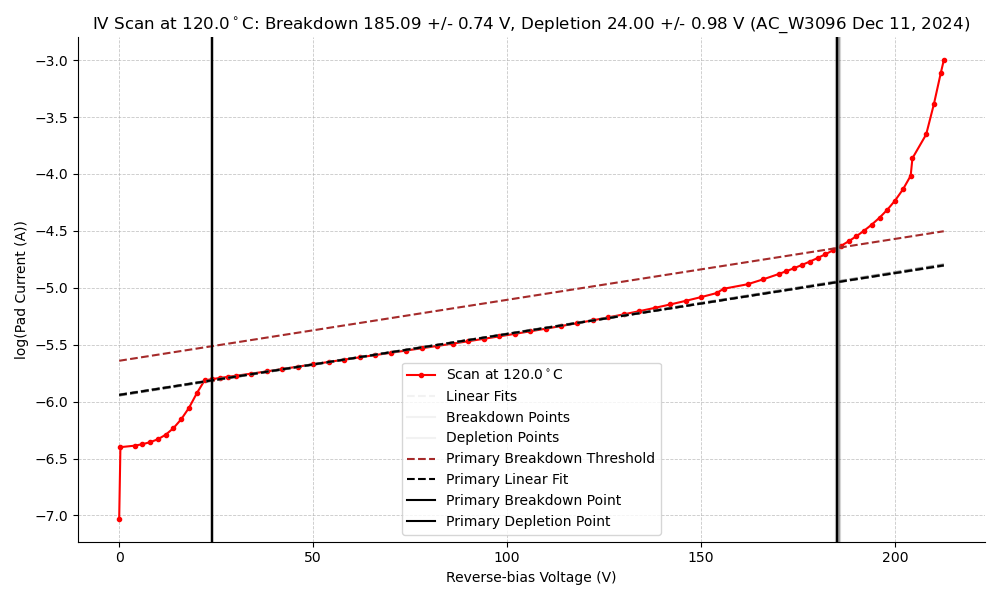 IV Scan at 120.0°C: Breakdown 185.09 +/- 0.74 V, Depletion 24.00 +/- 0.98 V (AC_W3096 Dec 11, 2024)
log(Pad Current (A))
−3.0
−3.5
−4.0
−4.5
−5.0
−5.5
−6.0
−6.5
−7.0
Scan at 120.0°C
Linear Fits
Breakdown Points
Depletion Points
Primary Breakdown Threshold
Primary Linear Fit
Primary Breakdown Point
Primary Depletion Point
0 50 100 150 200
Reverse-bias Voltage (V)